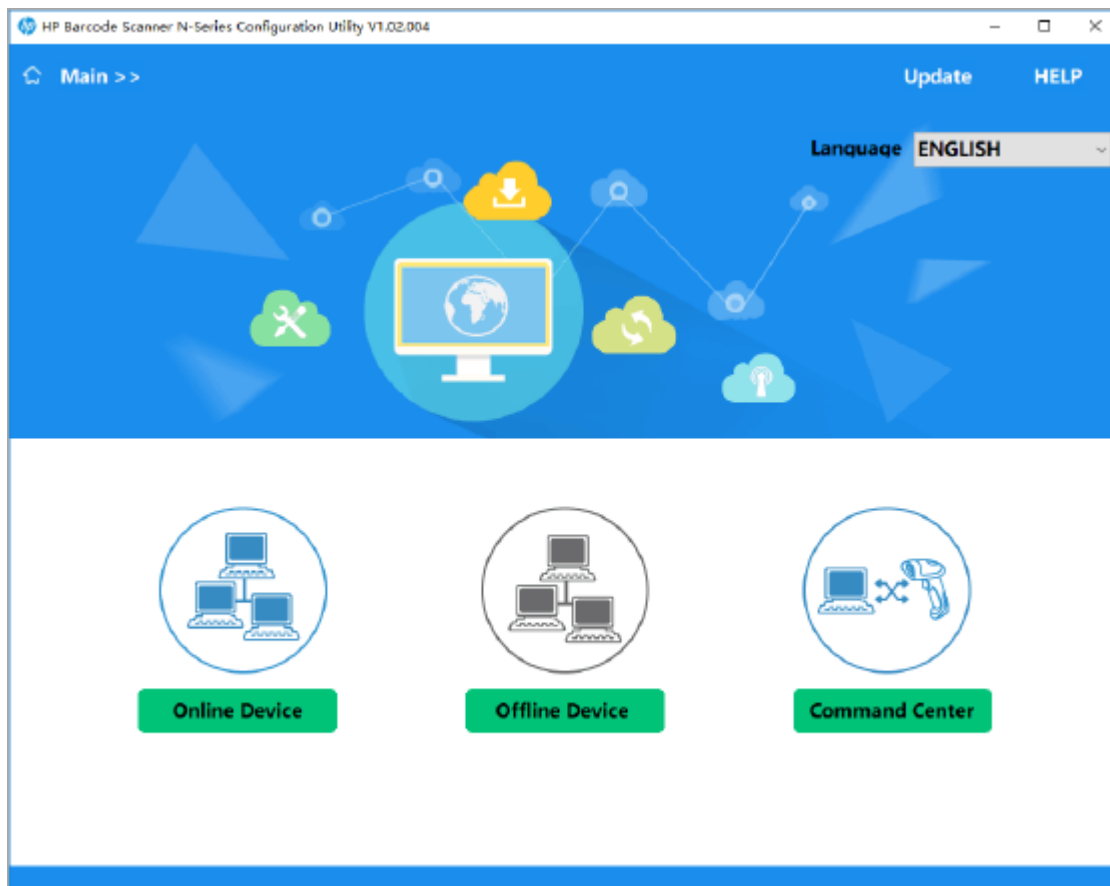 HP Barcode Scanner N-Series Configuration Utility V1.02.004
Main >> Update HELP
Language ENGLISH
Online Device Offline Device Command Center